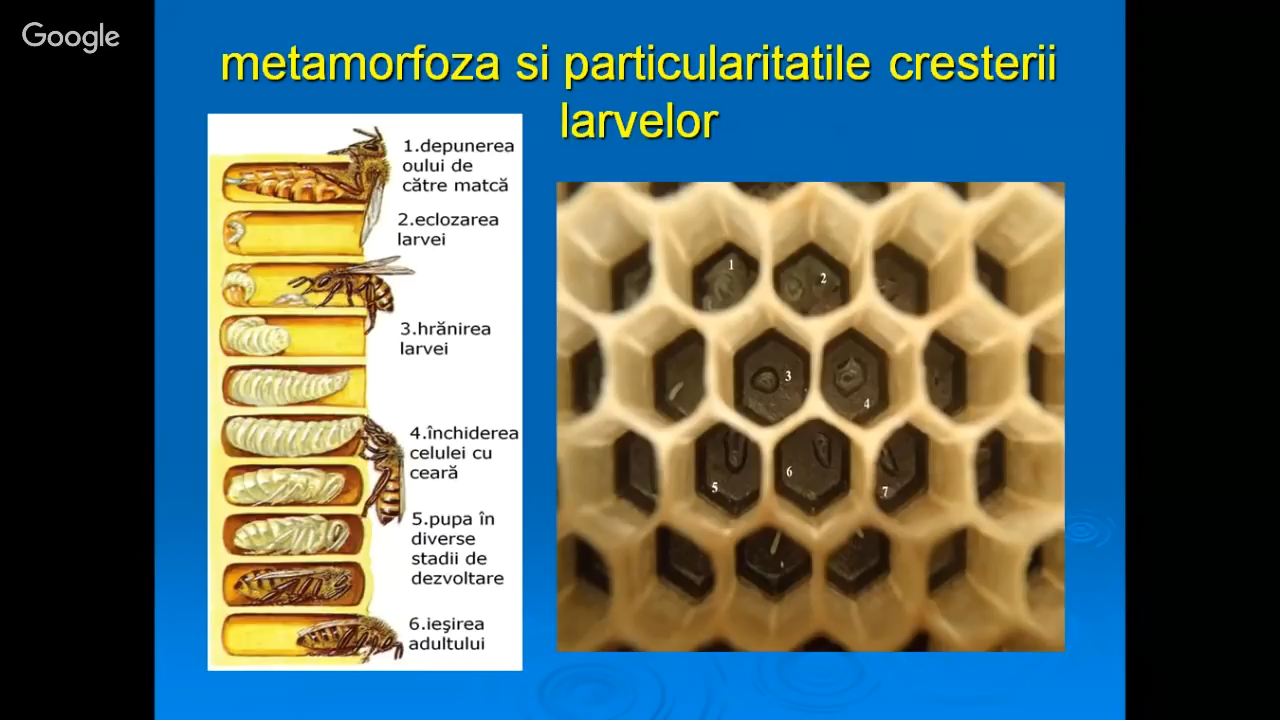 Google
metamorfoza si particularitatile cresterii
larvelor
1.depunerea
oului de
către matcă
2.eclozarea
larvei
3.hrănirea
larvei
4.închiderea
celulei cu
ceară
5.pupa în
diverse
stadii de
dezvoltare
6.ieşirea
adultului
1
2
3
4
5
6
7